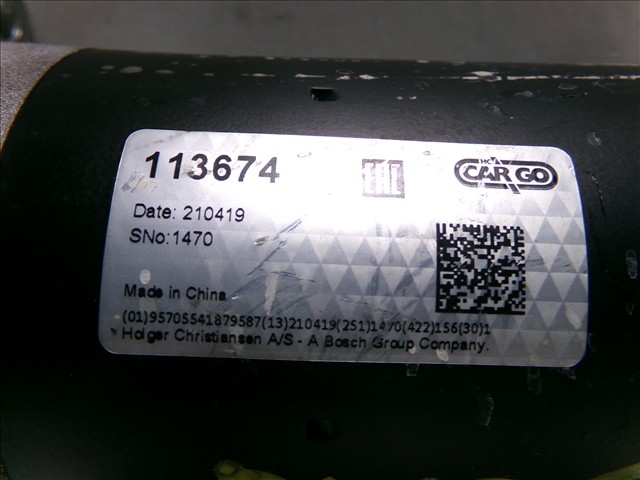 113674
HC CARGO
Date: 210419
SNo:1470
Made in China
(01)95705541879587(13)210419(251)1470(422)156(30)1
Holger Christiansen A/S - A Bosch Group Company.